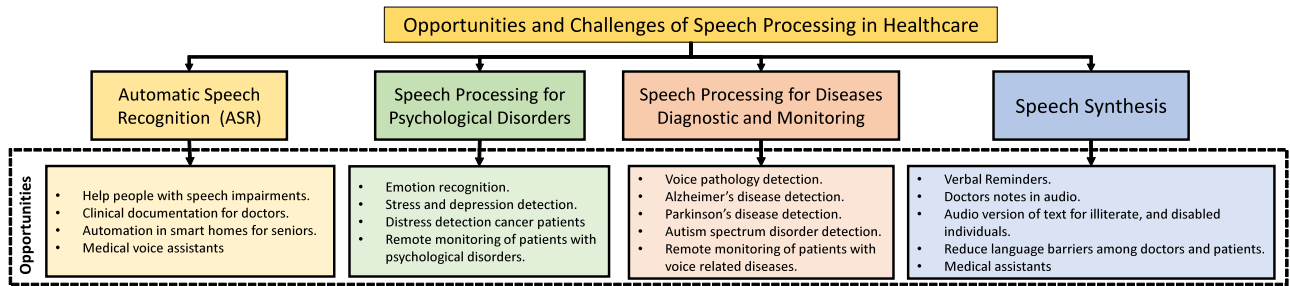 Opportunities and Challenges of Speech Processing in Healthcare
Automatic Speech
Recognition (ASR)
Speech Processing for
Psychological Disorders
Speech Processing for Diseases
Diagnostic and Monitoring
Speech Synthesis
Opportunities
• Help people with speech impairments.
• Clinical documentation for doctors.
• Automation in smart homes for seniors.
• Medical voice assistants
• Emotion recognition.
• Stress and depression detection.
• Distress detection cancer patients
• Remote monitoring of patients with
psychological disorders.
• Voice pathology detection.
• Alzheimer's disease detection.
• Parkinson's disease detection.
• Autism spectrum disorder detection.
• Remote monitoring of patients with
voice related diseases.
• Verbal Reminders.
• Doctors notes in audio.
• Audio version of text for illiterate, and disabled
individuals.
• Reduce language barriers among doctors and patients.
• Medical assistants